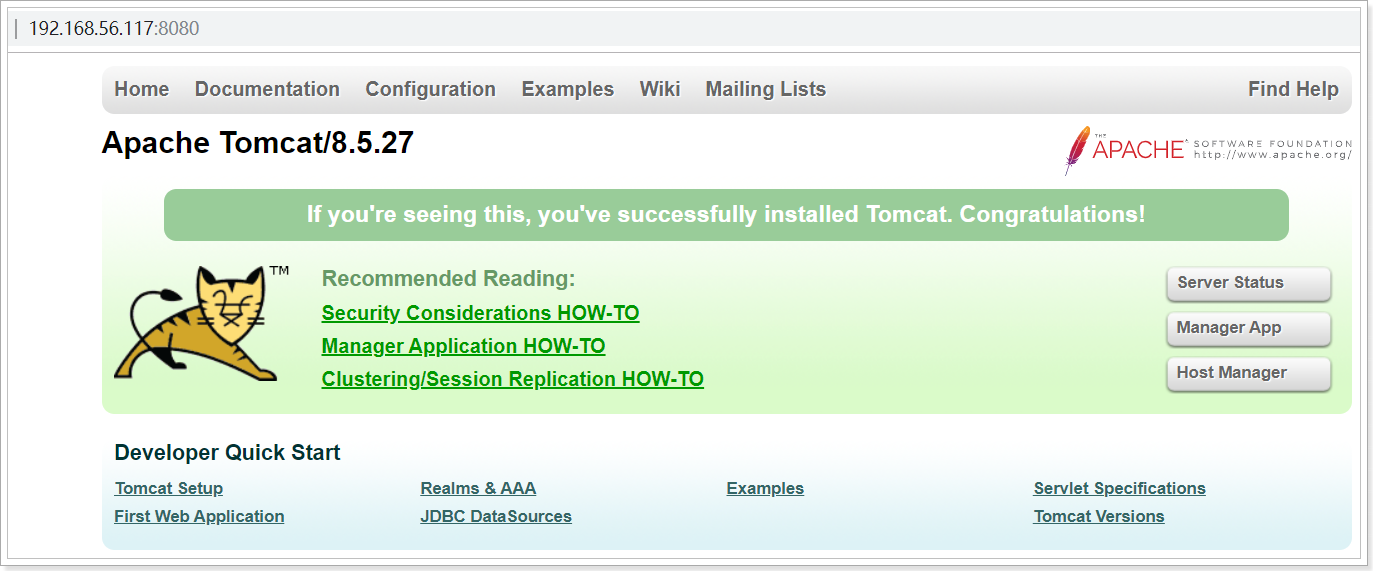 192.168.56.117:8080
Home Documentation Configuration Examples Wiki Mailing Lists Find Help
Apache Tomcat/8.5.27
THE APACHE® SOFTWARE FOUNDATION
http://www.apache.org/
If you're seeing this, you've successfully installed Tomcat. Congratulations!
TM
Recommended Reading:
Security Considerations HOW-TO
Manager Application HOW-TO
Clustering/Session Replication HOW-TO
Server Status
Manager App
Host Manager
Developer Quick Start
Tomcat Setup Realms & AAA Examples Servlet Specifications
First Web Application JDBC DataSources Tomcat Versions